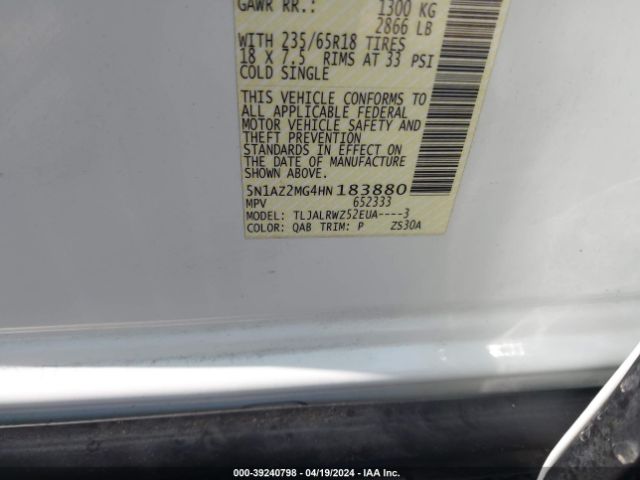 GAWR RR.: 1300 KG
2866 LB
WITH 235/65R18 TIRES
18 X 7.5 RIMS AT 33 PSI
COLD SINGLE
THIS VEHICLE CONFORMS TO
ALL APPLICABLE FEDERAL
MOTOR VEHICLE SAFETY AND
THEFT PREVENTION
STANDARDS IN EFFECT ON
THE DATE OF MANUFACTURE
SHOWN ABOVE.
5N1AZ2MG4HN 183880
MPV 652333
MODEL: TLJALRWZ52EUA----3
COLOR: QAB TRIM: P ZS30A
000-39240798 - 04/19/2024 - IAA Inc.